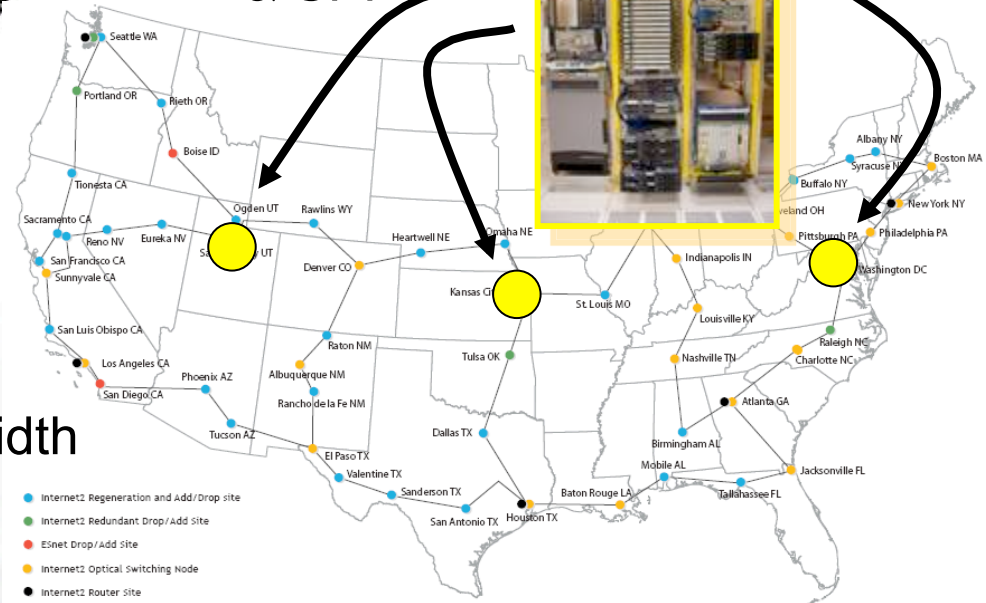 Seattle WA
Portland OR
Rieth OR
Boise ID
Albany NY
Syracuse
Boston MA
Buffalo NY
Tionesta CA
New York NY
Ogden UT
Rawlins WY
Sacramento CA
Reno NV
Eureka NV
Heartwell NE
Omaha NE
OH
Pittsburgh PA
Philadelphia PA
UT
San Francisco CA
Denver CO
Indianapolis IN
Washington DC
Sunnyvale CA
Kansas
St. Louis MO
Louisville KY
San Luis Obispo CA
Raton NM
Raleigh NC
Tulsa OK
Nashville TN
Charlotte NC
Los Angeles CA
Albuquerque NM
San Diego CA
Phoenix AZ
Rancho de la Fe NM
Atlanta GA
Tucson AZ
Dallas TX
Birmingham AL
idth
El Paso TX
Mobile AL
Jacksonville FL
Valentine TX
Sanderson TX
Baton Rouge LA
Tallahassee FL
San Antonio TX
Houston TX
Internet2 Regeneration and Add/Drop site
Internet2 Redundant Drop/Add Site
ESnet Drop/Add Site
Internet2 Optical Switching Node
Internet2 Router Site